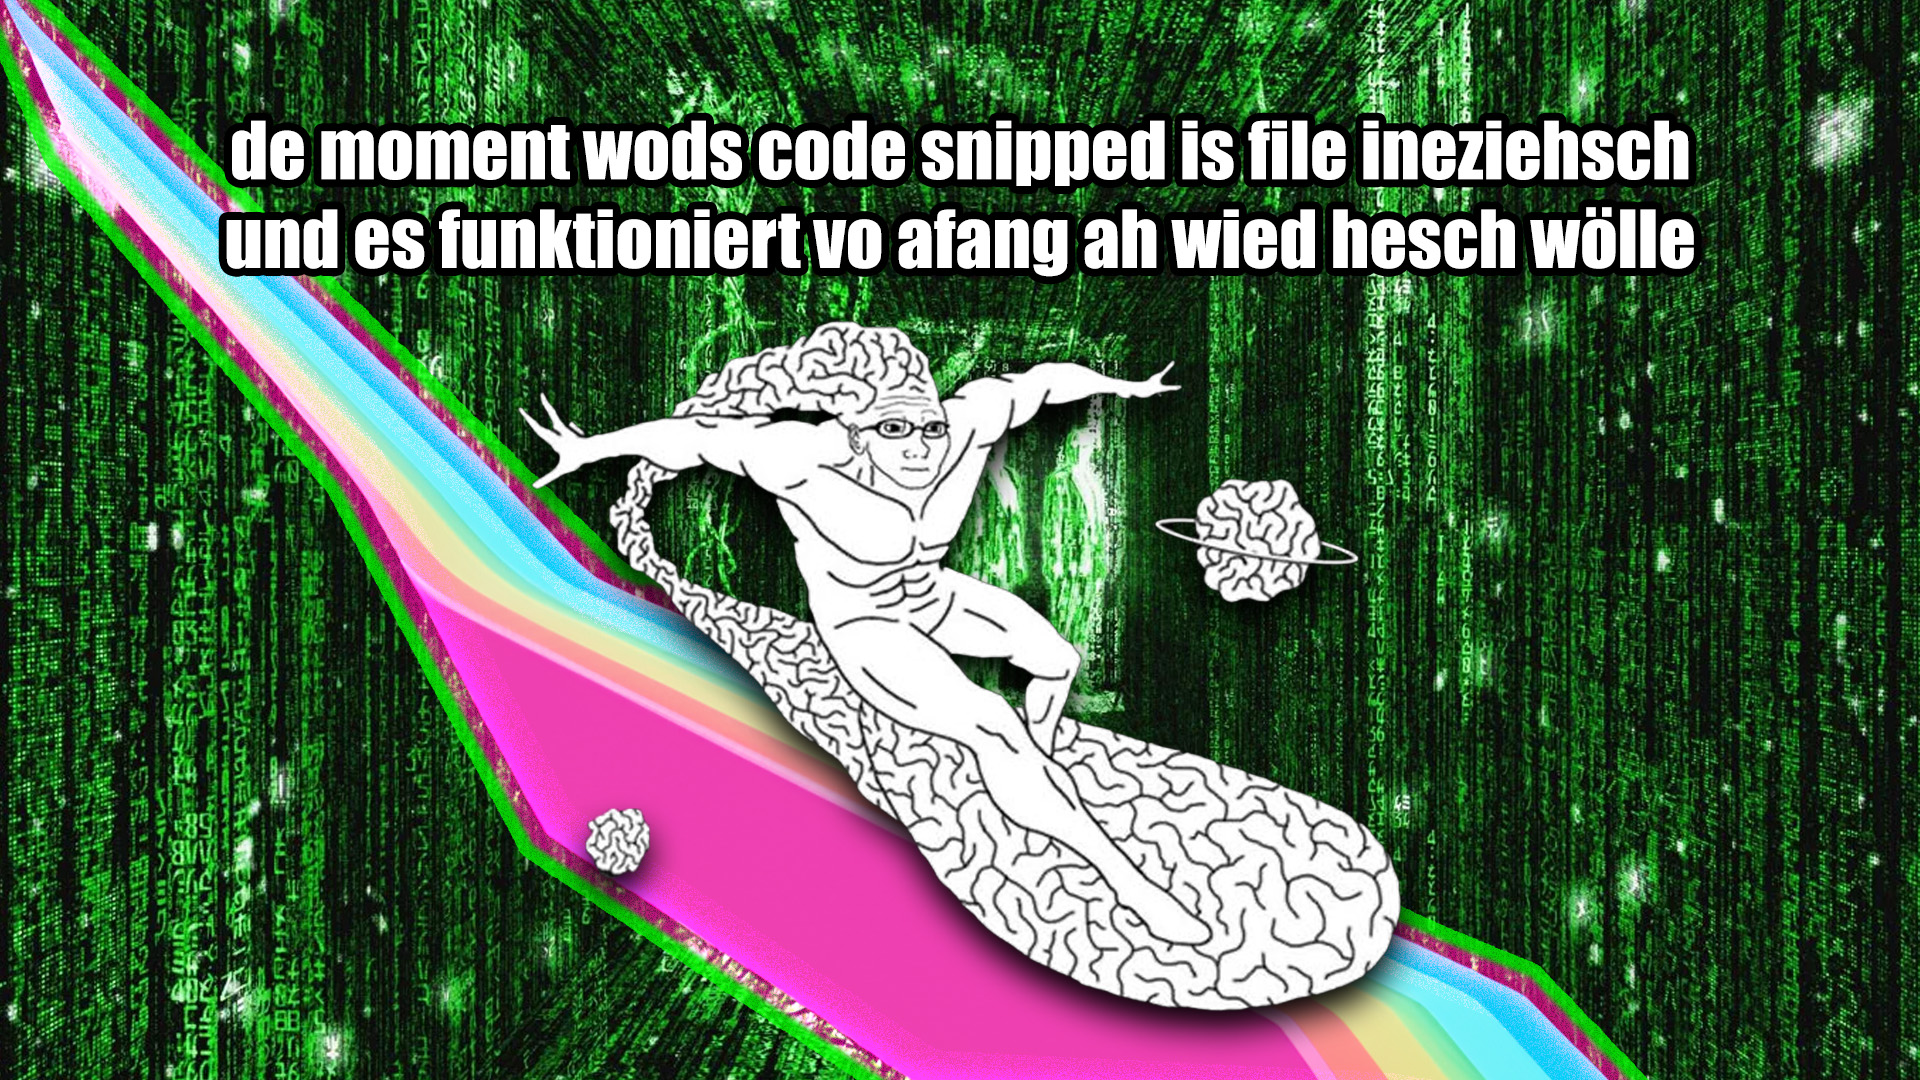 de moment wods code snipped is file ineziehsch
und es funktioniert vo afang ah wied hesch wölle